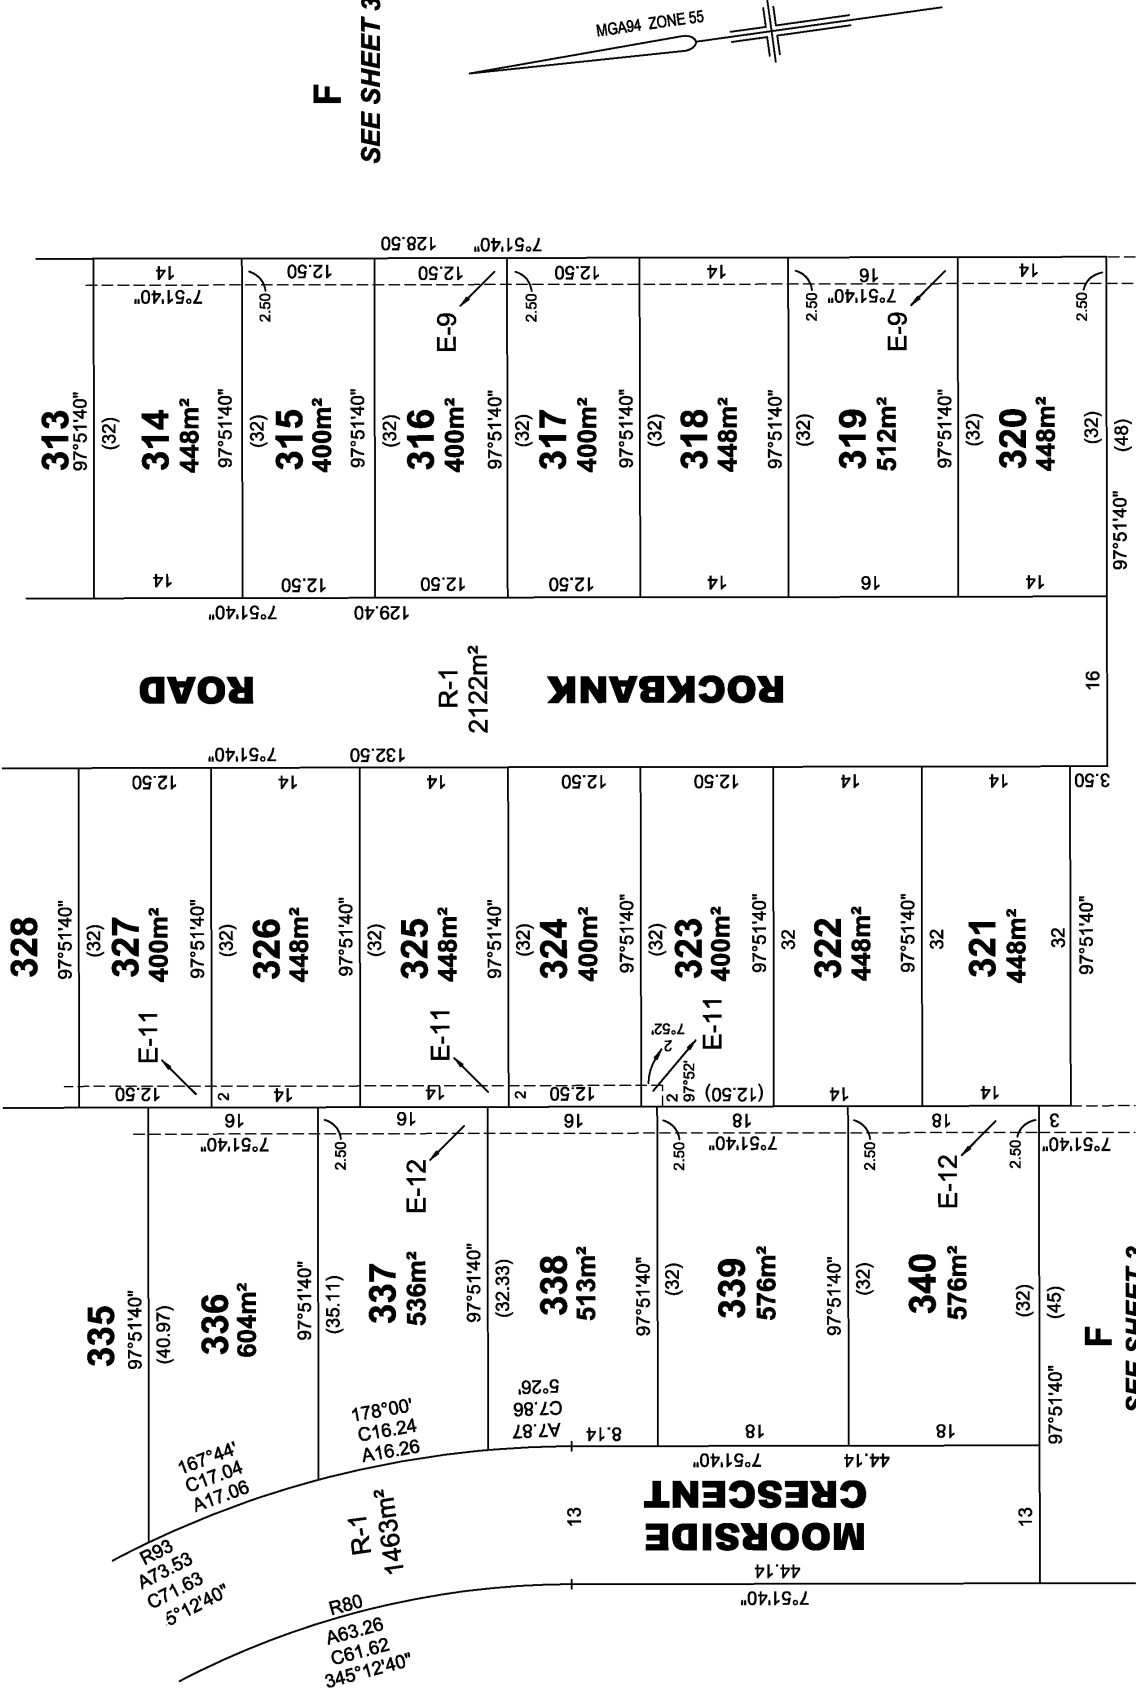 MGA94 ZONE 55
F
SEE SHEET 3
128.50
7°51'40"
14
12.50
12.50
12.50
14
16
14
7°51'40"
7°51'40"
2.50
2.50
2.50
2.50
E-9
E-9
313
97°51'40"
(32)
314
448m²
97°51'40"
(32)
315
400m²
97°51'40"
(32)
316
400m²
97°51'40"
(32)
317
400m²
97°51'40"
(32)
318
448m²
97°51'40"
(32)
319
512m²
97°51'40"
(32)
320
448m²
(32)
(48)
97°51'40"
14
12.50
12.50
12.50
14
16
14
7°51'40"
129.40
ROAD
R-1
2122m²
ROCKBANK
16
7°51'40"
132.50
12.50
14
14
12.50
12.50
14
14
3.50
328
97°51'40"
(32)
327
400m²
97°51'40"
(32)
326
448m²
97°51'40"
(32)
325
448m²
97°51'40"
(32)
324
400m²
97°51'40"
(32)
323
400m²
97°51'40"
32
322
448m²
97°51'40"
32
321
448m²
32
97°51'40"
E-11
E-11
E-11
7°52'
2
97°52'
2
12.50
2
14
14
2
12.50
(12.50)
14
14
16
16
16
18
18
3
7°51'40"
7°51'40"
7°51'40"
2.50
2.50
2.50
2.50
E-12
E-12
335
97°51'40"
(40.97)
336
604m²
97°51'40"
(35.11)
337
536m²
97°51'40"
(32.33)
338
513m²
97°51'40"
(32)
339
576m²
97°51'40"
(32)
340
576m²
(32)
(45)
97°51'40"
F
SEE SHEET 2
167°44'
C17.04
A17.06
178°00'
C16.24
A16.26
5°26'
C7.86
A7.87
8.14
18
18
7°51'40"
44.14
MOORSIDE
CRESCENT
R-1
1463m²
13
13
44.14
7°51'40"
R93
A73.53
C71.63
5°12'40"
R80
A63.26
C61.62
345°12'40"